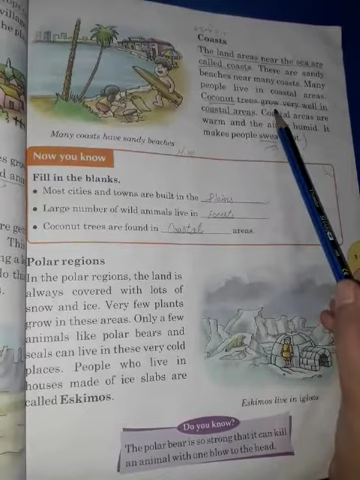 Coasts
The land areas near the sea are
called coasts. There are sandy
beaches near many coasts. Many
people live in coastal areas.
Coconut trees grow very well in
coastal areas. Coastal areas are
warm and the air humid. It
makes people sweat
Many coasts have sandy beaches
Now you know
Fill in the blanks.
• Most cities and towns are built in the plains
• Large number of wild animals live in forests
• Coconut trees are found in Coastal areas.
Polar regions
In the polar regions, the land is
always covered with lots of
snow and ice. Very few plants
grow in these areas. Only a few
animals like polar bears and
seals can live in these very cold
places. People who live in
houses made of ice slabs are
called Eskimos.
Eskimos live in igloos
Do you know?
The polar bear is so strong that it can kill
an animal with one blow to the head.